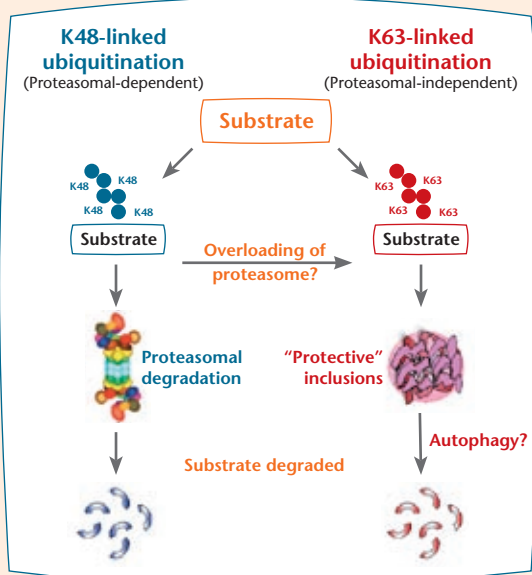 K48-linked
ubiquitination
(Proteasomal-dependent)
K63-linked
ubiquitination
(Proteasomal-independent)
Substrate
K48
K48
K48
K48
Substrate
K63
K63
K63
K63
Substrate
Overloading of
proteasome?
Proteasomal
degradation
“Protective”
inclusions
Autophagy?
Substrate degraded